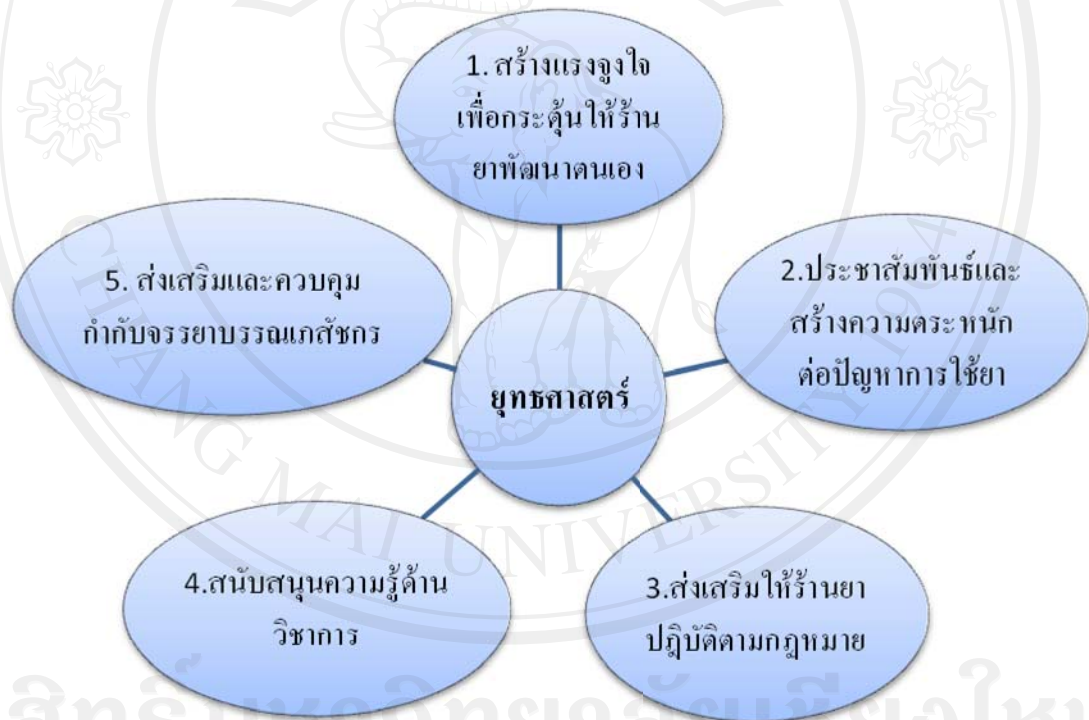 1. สร้างแรงจูงใจ
เพื่อกระตุ้นให้ร้าน
ยาพัฒนาตนเอง
2.ประชาสัมพันธ์และ
สร้างความตระหนัก
ต่อปัญหาการใช้ยา
3.ส่งเสริมให้ร้านยา
ปฎิบัติตามกฎหมาย
4.สนับสนุนความรู้ด้าน
วิชาการ
5. ส่งเสริมและควบคุม
กำกับจรรยาบรรณเภสัชกร
ยุทธศาสตร์
CHIANG MAI UNIVERSITY 1964